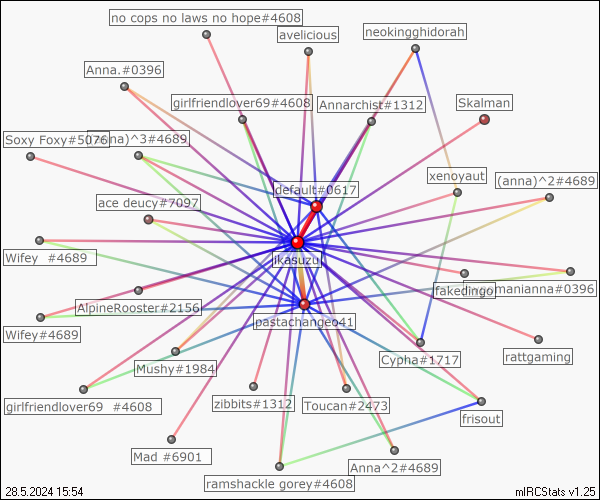 no cops no laws no hope#4608
avelicious
neokingghidorah
Anna.#0396
girlfriendlover69#4608
Annarchist#1312
Skalman
Soxy Foxy#5076
)^3#4689
default#0617
xenoyaut
(anna)^2#4689
ace deucy#7097
jkasuzu
Wifey #4689
fakedingo
manianna#0396
AlpineRooster#2156
pastachangeo41
Wifey#4689
Mushy#1984
Cypha#1717
rattgaming
girlfriendlover69 #4608
zibbits#1312
Toucan#2473
frisout
Mad #6901
Anna^2#4689
ramshackle gorey#4608
28.5.2024 15:54
mIRCStats v1.25